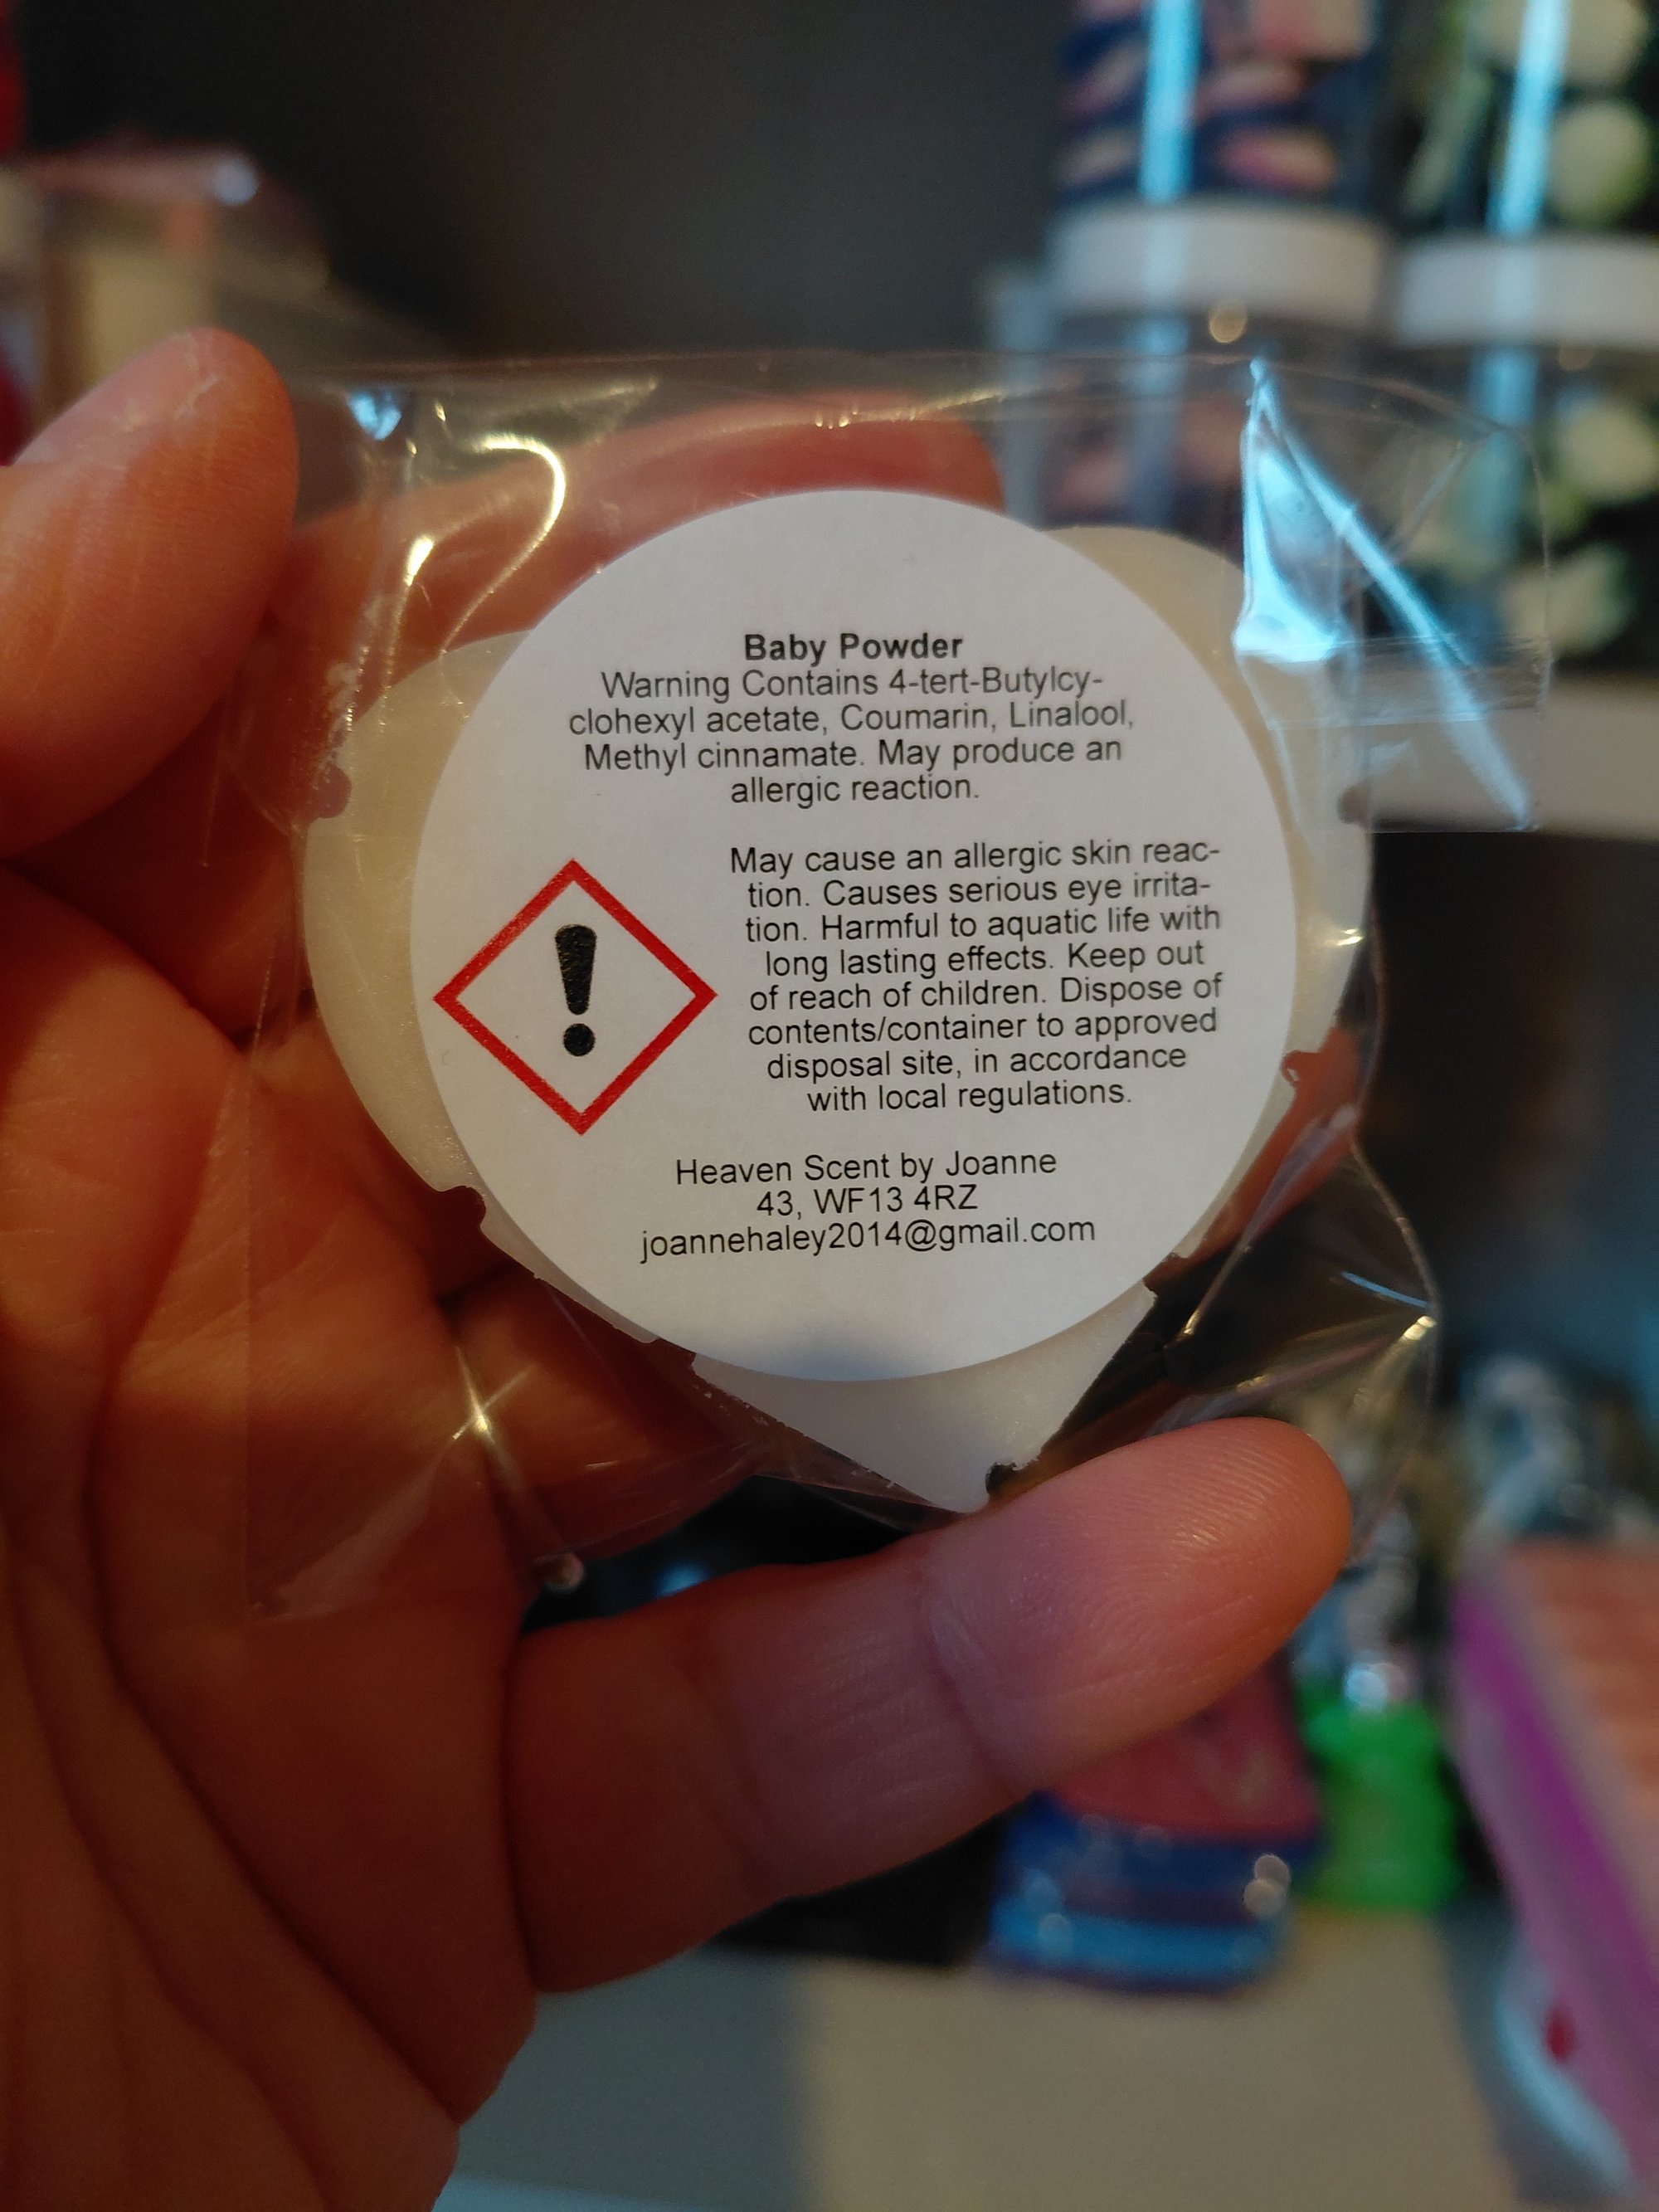 Baby Powder
Warning Contains 4-tert-Butylcy-
clohexyl acetate, Coumarin, Linalool,
Methyl cinnamate. May produce an
allergic reaction.
May cause an allergic skin reac-
tion. Causes serious eye irrita-
tion. Harmful to aquatic life with
long lasting effects. Keep out
of reach of children. Dispose of
contents/container to approved
disposal site, in accordance
with local regulations.
Heaven Scent by Joanne
43, WF13 4RZ
joannehaley2014@gmail.com